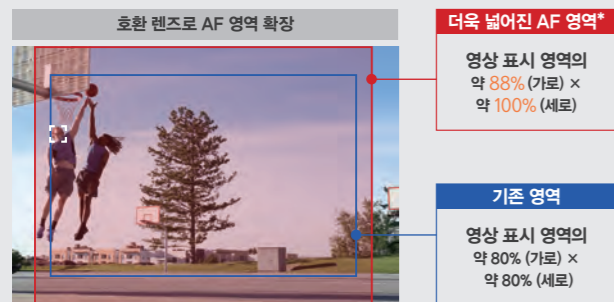 호환 렌즈로 AF 영역 확장
더욱 넓어진 AF 영역*
영상 표시 영역의
약 88% (가로) ×
약 100% (세로)
기존 영역
영상 표시 영역의
약 80% (가로) ×
약 80% (세로)